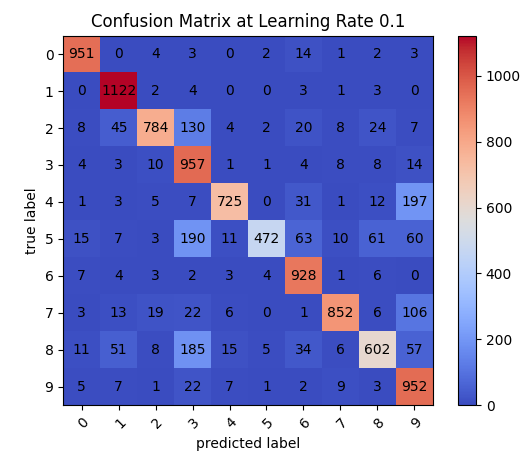 Confusion Matrix at Learning Rate 0.1
0 951 0 4 3 0 2 14 1 2 3
1 0 1122 2 4 0 0 3 1 3 0
2 8 45 784 130 4 2 20 8 24 7
3 4 3 10 957 1 1 4 8 8 14
4 1 3 5 7 725 0 31 1 12 197
5 15 7 3 190 11 472 63 10 61 60
6 7 4 3 2 3 4 928 1 6 0
7 3 13 19 22 6 0 1 852 6 106
8 11 51 8 185 15 5 34 6 602 57
9 5 7 1 22 7 1 2 9 3 952
0 1 2 3 4 5 6 7 8 9
predicted label
true label
1000
800
600
400
200
0